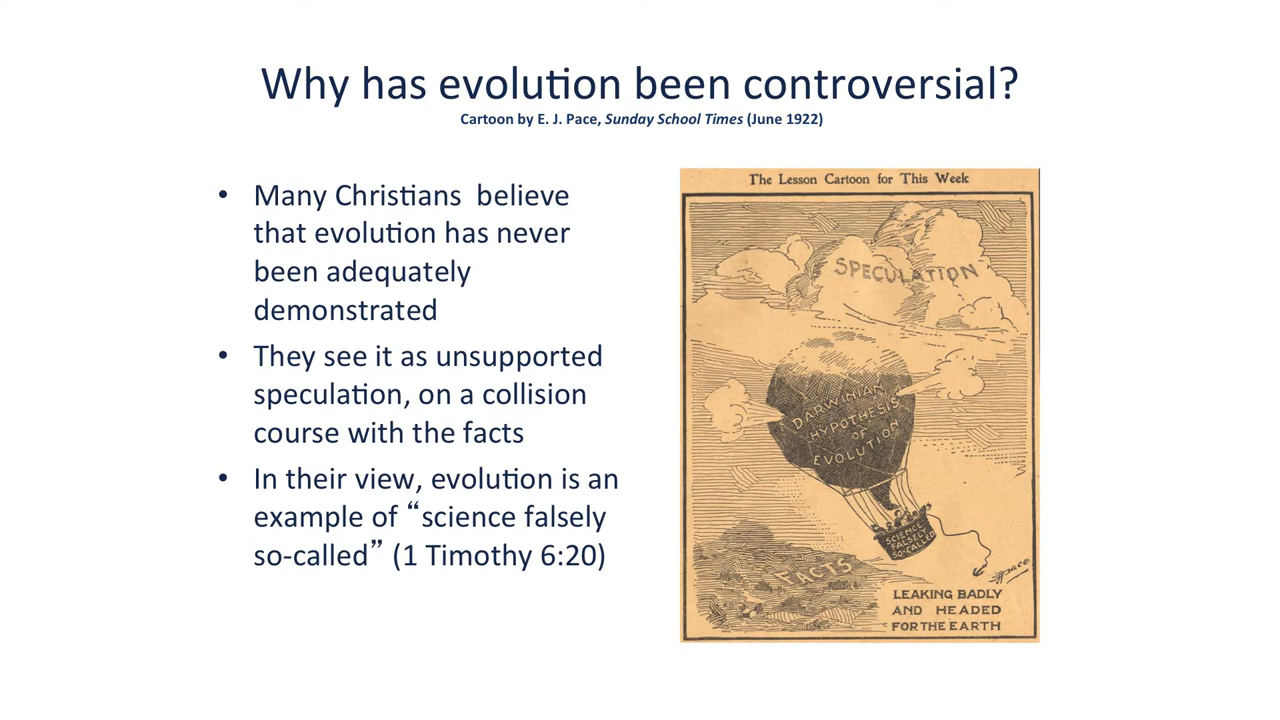 Why has evolution been controversial?
Cartoon by E. J. Pace, Sunday School Times (June 1922)
• Many Christians believe
that evolution has never
been adequately
demonstrated
• They see it as unsupported
speculation, on a collision
course with the facts
• In their view, evolution is an
example of “science falsely
so-called” (1 Timothy 6:20)
The Lesson Cartoon for This Week
SPECULATION
DARWINIAN
HYPOTHESIS
OF
EVOLUTION
SCIENCE
FALSELY
SO-CALLED
FACTS
EJPace
LEAKING BADLY
AND HEADED
FOR THE EARTH